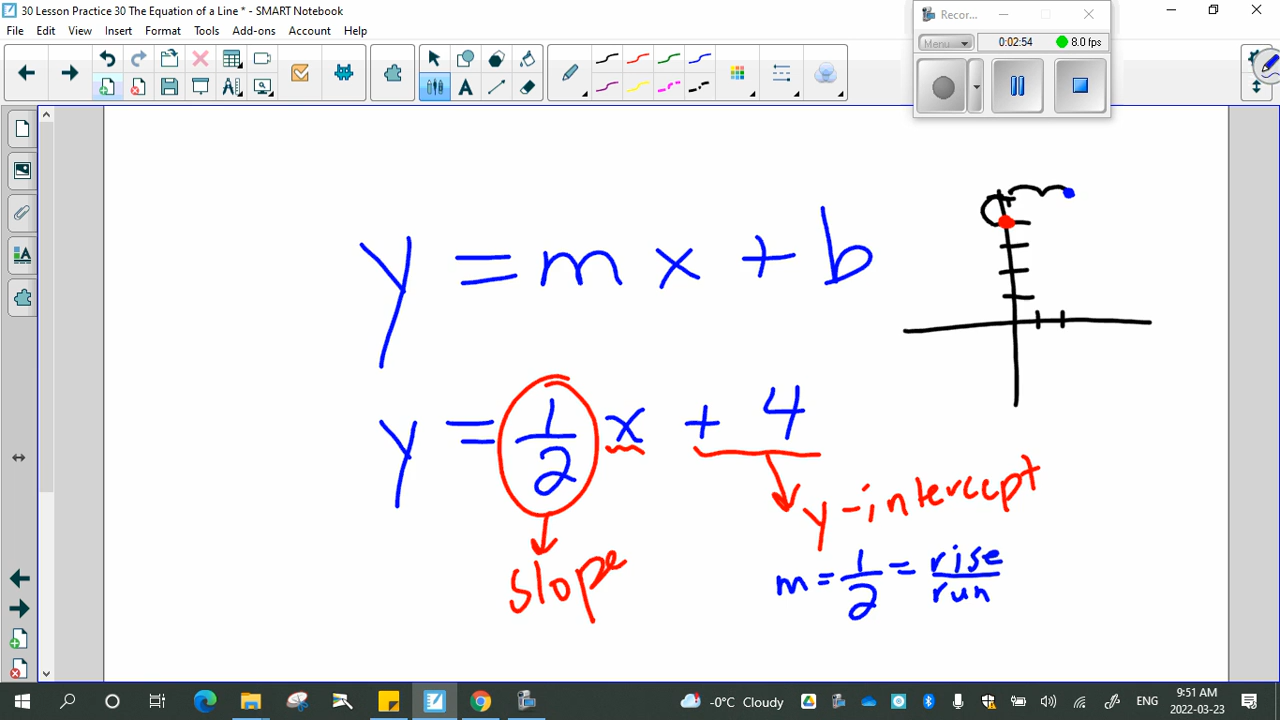 30 Lesson Practice 30 The Equation of a Line * - SMART Notebook
Recor...
File Edit View Insert Format Tools Add-ons Account Help
Menu 0:02:54 8.0 fps
y = m x + b
y = 1/2 x + 4
y-intercept
slope
m = 1/2 = rise/run
-0°C Cloudy
ENG
9:51 AM
2022-03-23